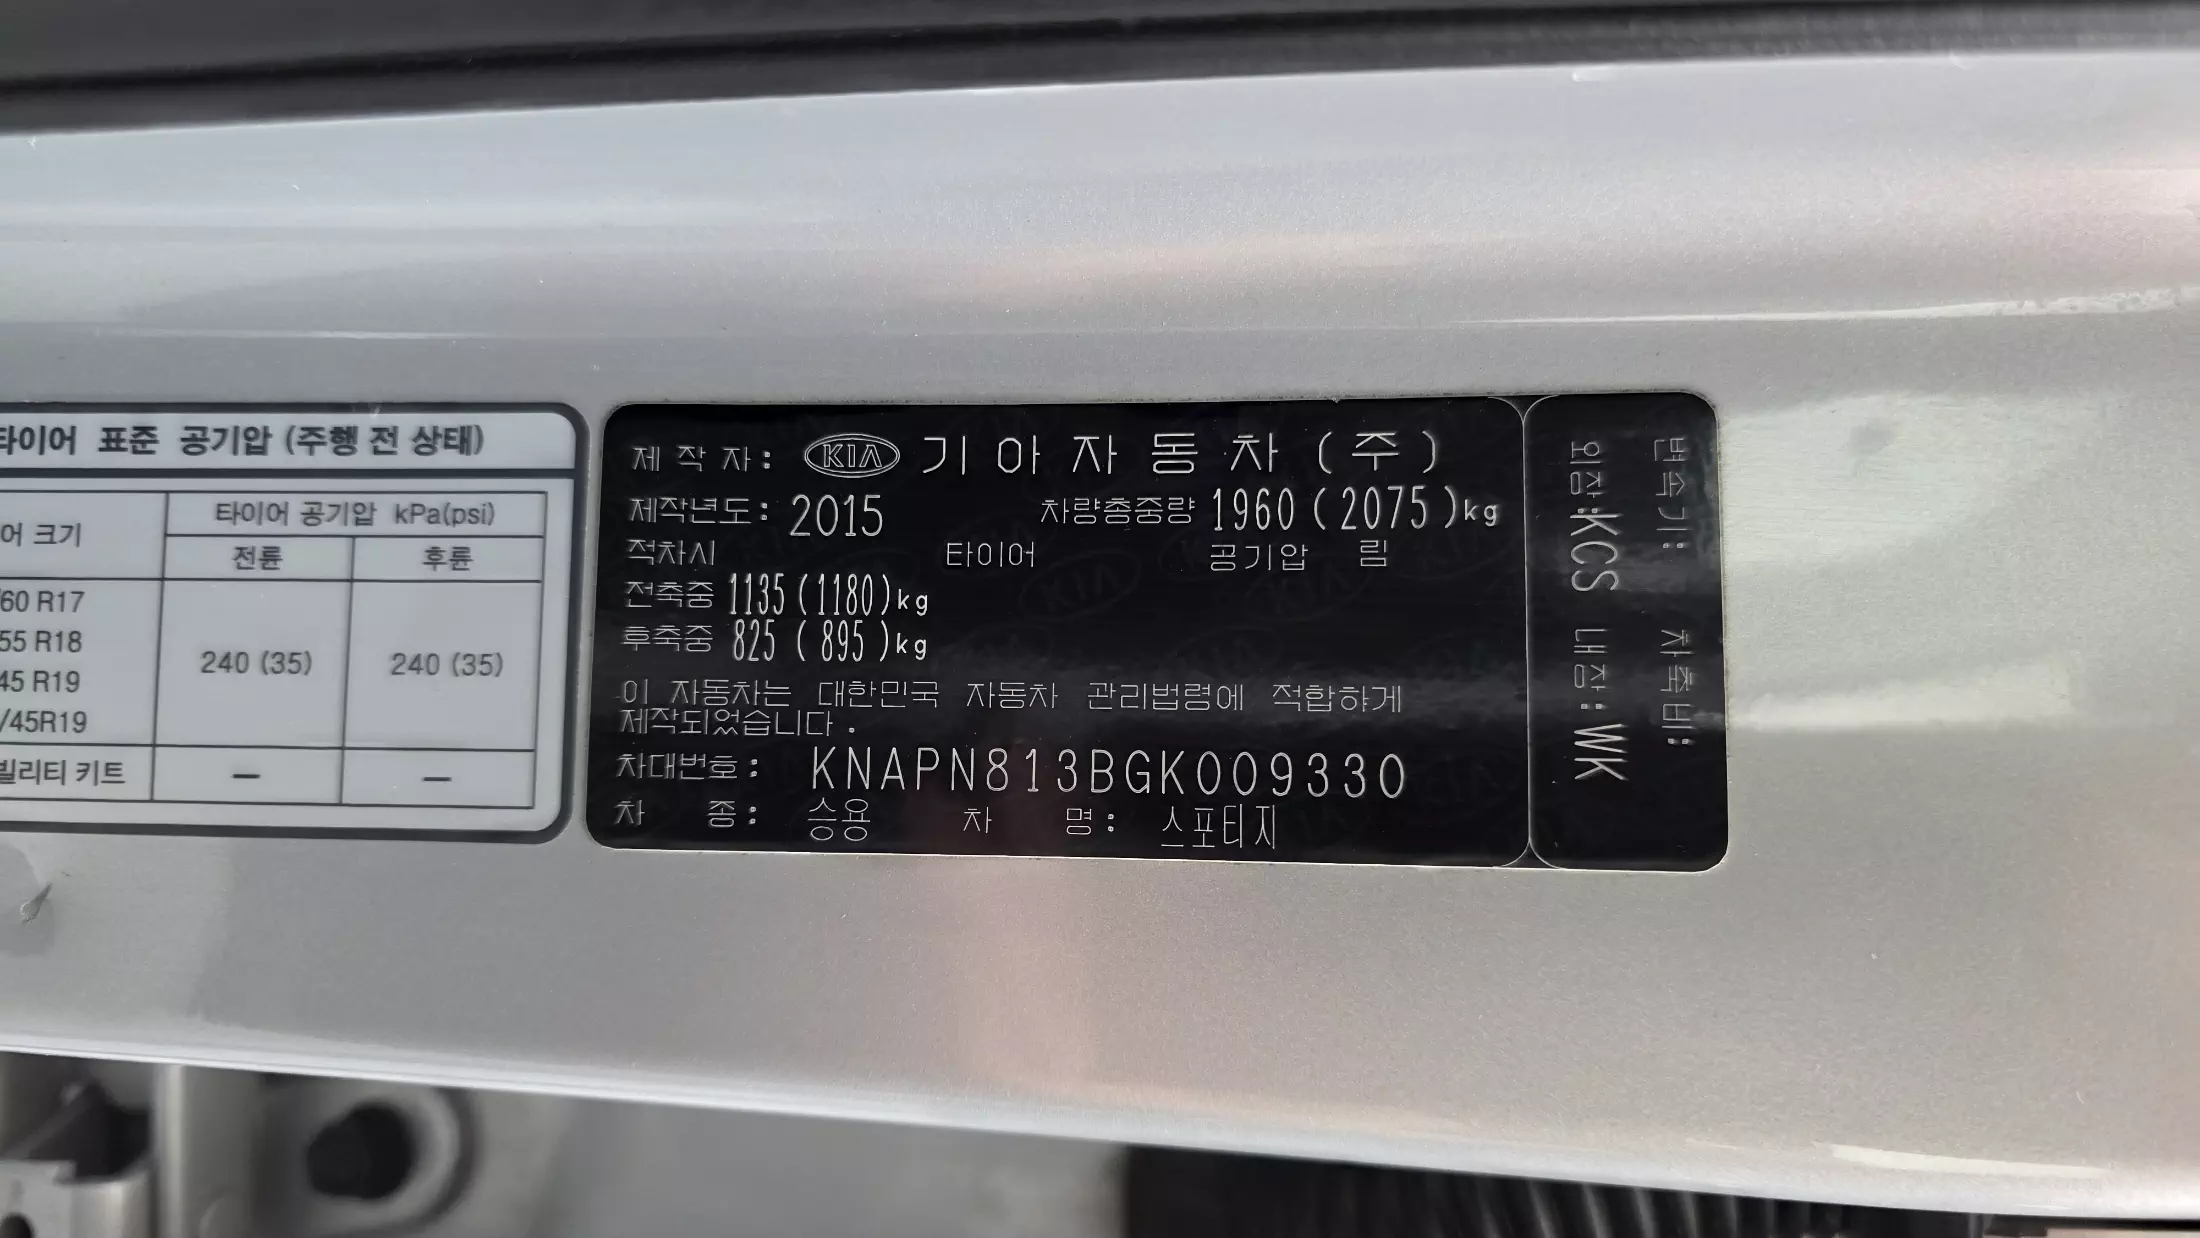 타이어 표준 공기압 (주행 전 상태)
어 크기
타이어 공기압 kPa(psi)
전륜 후륜
60 R17
55 R18
45 R19
/45R19
240 (35) 240 (35)
빌리티 키트 — —
제 작 자 : KIA 기 아 자 동 차 ( 주 )
제작년도 : 2015 차량총중량 1960 ( 2075 ) kg
적차시 타이어 공기압 림
전축중 1135 ( 1180 ) kg
후축중 825 ( 895 ) kg
이 자동차는 대한민국 자동차 관리법령에 적합하게
제작되었습니다 .
차대번호 : KNAPN813BGK009330
차 종 : 승용 차 명 : 스포티지
변속기 : 차축비 :
외장 : KCS 내장 : WK